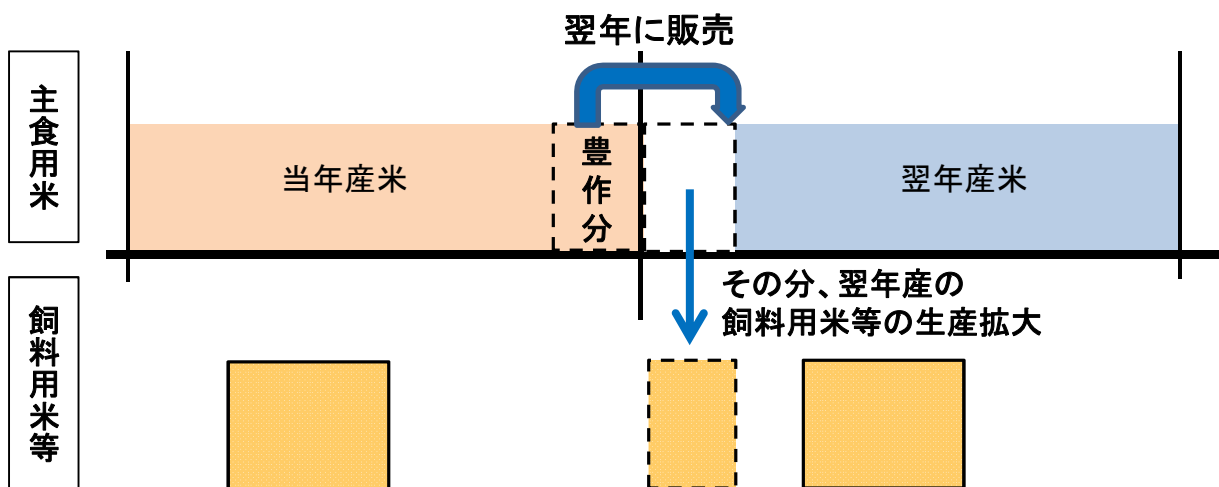 翌年に販売
主食用米
当年産米
豊作分
翌年産米
その分、翌年産の
飼料用米等の生産拡大
飼料用米等